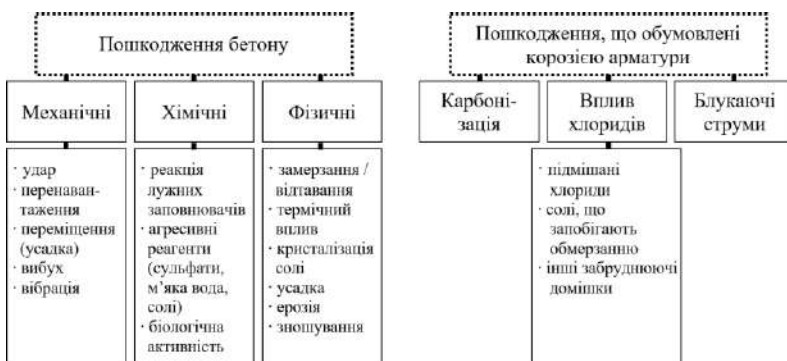 Пошкодження бетону
Механічні
· удар
· перенаван-
таження
· переміщення
(усадка)
· вибух
· вібрація
Хімічні
· реакція
лужних
заповнювачів
· агресивні
реагенти
(сульфати,
м'яка вода,
солі)
· біологічна
активність
Фізичні
· замерзання /
відтавання
· термічний
вплив
· кристалізація
солі
· усадка
· ерозія
· зношування
Пошкодження, що обумовлені
корозією арматури
Карбоні-
зація
Вплив
хлоридів
· підмішані
хлориди
· солі, що
запобігають
обмерзанню
· інші забруднюючі
домішки
Блукаючі
струми